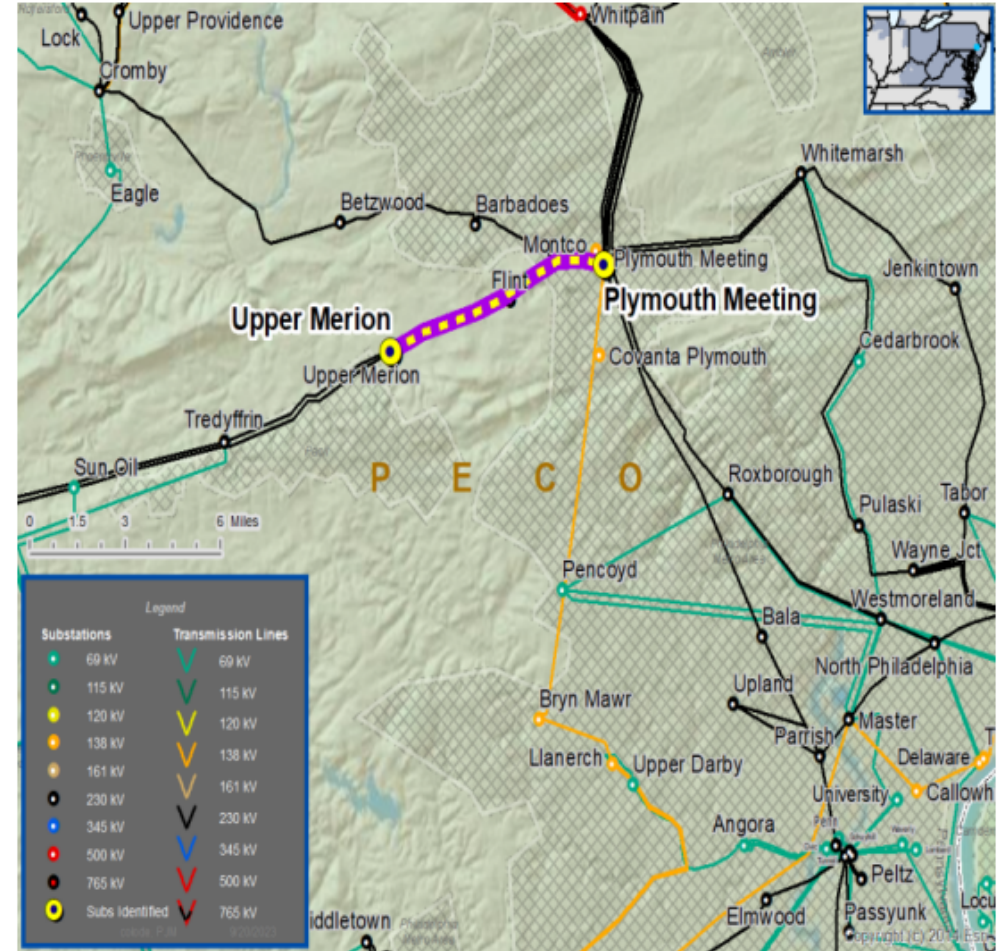 Upper Providence
Whitpain
Lock
Cromby
Whitemarsh
Eagle
Betzwood
Barbadoes
Montco
Plymouth Meeting
Jenkintown
Flint
Plymouth Meeting
Upper Merion
Covanta Plymouth
Cedarbrook
Upper Merion
Tredyffrin
Sun Oil
P E C O
Roxborough
Pulaski
Tabor
0 1.5 3 6 Miles
Wayne Jct
Pencoyd
Westmoreland
Bala
North Philadelphia
Upland
Bryn Mawr
Master
Parrish
Llanerch
Upper Darby
Delaware
T
University
Callowh
Angora
Penn
Peltz
Elmwood
Passyunk
Locu
iddletown
Legend
Substations Transmission Lines
69 kV 69 kV
115 kV 115 kV
120 kV 120 kV
138 kV 138 kV
161 kV 161 kV
230 kV 230 kV
345 kV 345 kV
500 kV 500 kV
765 kV 765 kV
Subs Identified